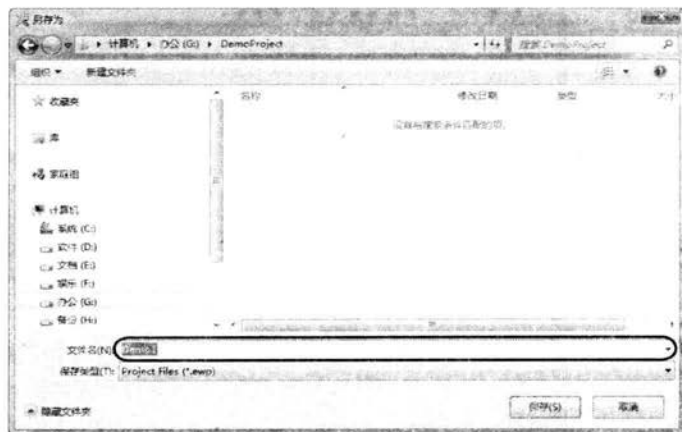 另存为
计算机 ▸ 办公 (G:) ▸ DemoProject
搜索 DemoProject
组织 ▾ 新建文件夹
名称 修改日期 类型 大小
没有与搜索条件匹配的项。
收藏夹
库
家庭组
计算机
系统 (C:)
软件 (D:)
文档 (E:)
娱乐 (F:)
办公 (G:)
备份 (H:)
文件名(N):
保存类型(T): Project Files (*.ewp)
隐藏文件夹
保存(S) 取消